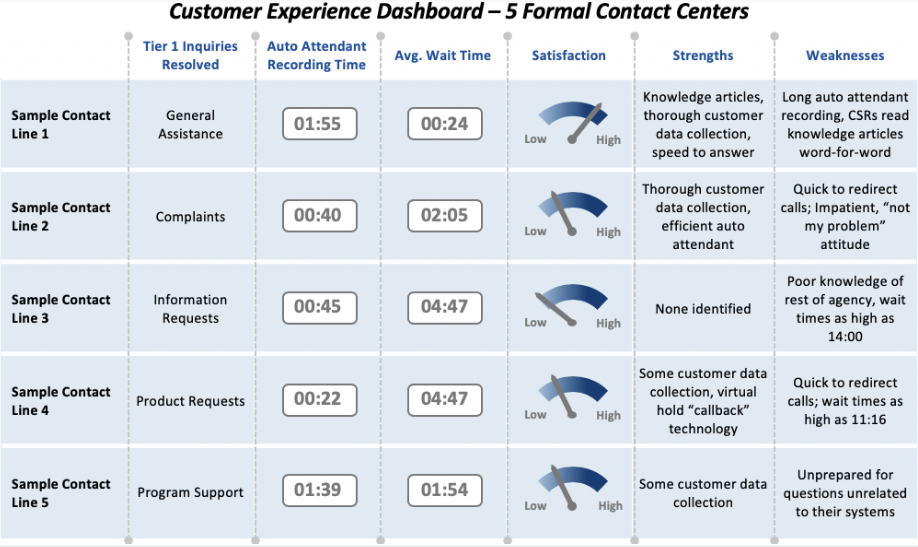 Customer Experience Dashboard – 5 Formal Contact Centers
Tier 1 Inquiries
Resolved
Auto Attendant
Recording Time
Avg. Wait Time
Satisfaction
Strengths
Weaknesses
Sample Contact
Line 1
General
Assistance
01:55
00:24
Low
High
Knowledge articles,
thorough customer
data collection,
speed to answer
Long auto attendant
recording, CSRs read
knowledge articles
word-for-word
Sample Contact
Line 2
Complaints
00:40
02:05
Low
High
Thorough customer
data collection,
efficient auto
attendant
Quick to redirect
calls; Impatient, “not
my problem”
attitude
Sample Contact
Line 3
Information
Requests
00:45
04:47
Low
High
None identified
Poor knowledge of
rest of agency, wait
times as high as
14:00
Sample Contact
Line 4
Product Requests
00:22
04:47
Low
High
Some customer data
collection, virtual
hold “callback”
technology
Quick to redirect
calls; wait times as
high as 11:16
Sample Contact
Line 5
Program Support
01:39
01:54
Low
High
Some customer data
collection
Unprepared for
questions unrelated
to their systems